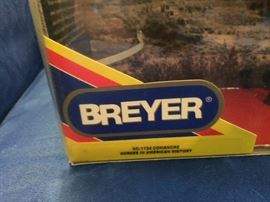 BREYER®
NO. 1134 COMANCHE
HORSES IN AMERICAN HISTORY